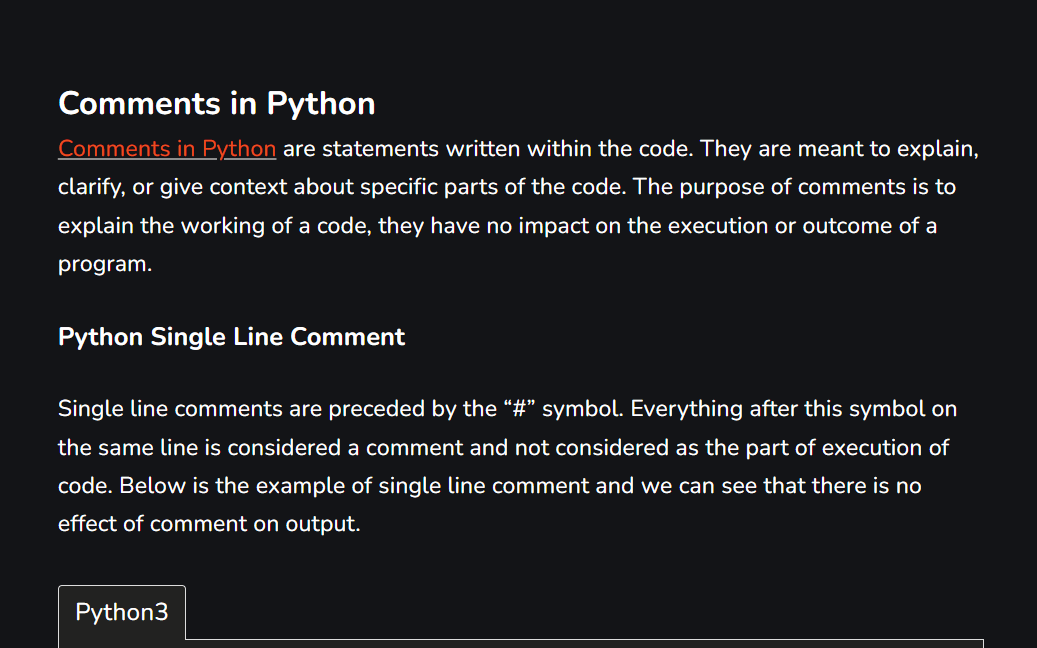 Comments in Python
Comments in Python are statements written within the code. They are meant to explain,
clarify, or give context about specific parts of the code. The purpose of comments is to
explain the working of a code, they have no impact on the execution or outcome of a
program.
Python Single Line Comment
Single line comments are preceded by the “#” symbol. Everything after this symbol on
the same line is considered a comment and not considered as the part of execution of
code. Below is the example of single line comment and we can see that there is no
effect of comment on output.
Python3